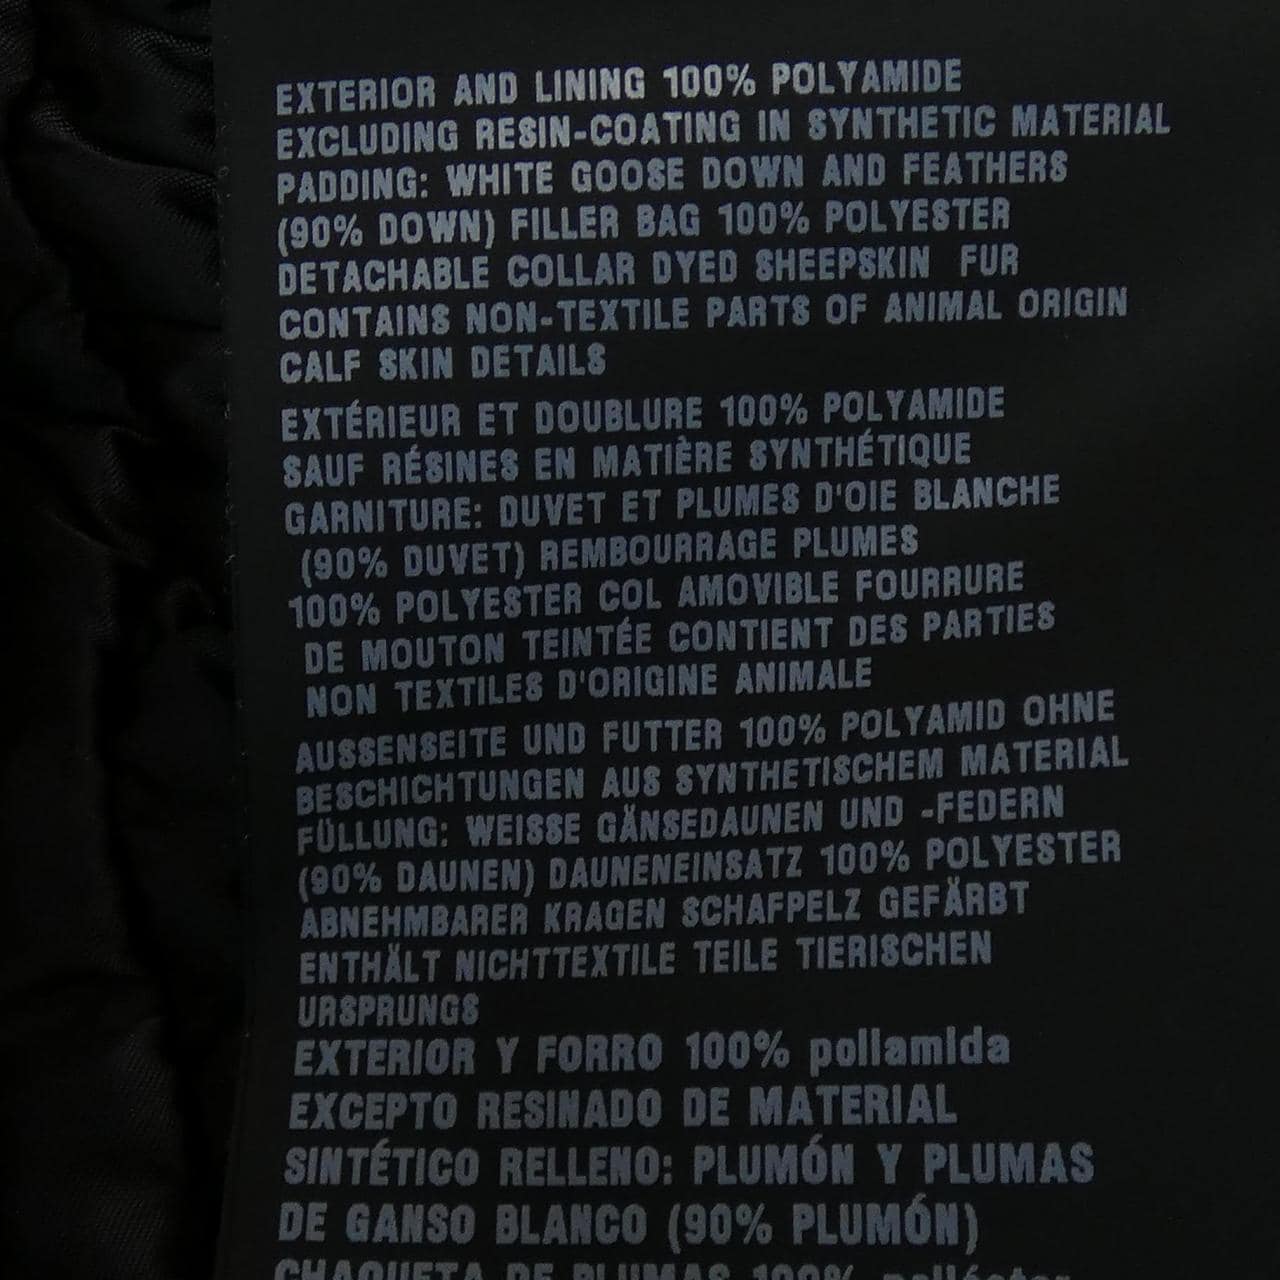 EXTERIOR AND LINING 100% POLYAMIDE
EXCLUDING RESIN-COATING IN SYNTHETIC MATERIAL
PADDING: WHITE GOOSE DOWN AND FEATHERS
(90% DOWN) FILLER BAG 100% POLYESTER
DETACHABLE COLLAR DYED SHEEPSKIN FUR
CONTAINS NON-TEXTILE PARTS OF ANIMAL ORIGIN
CALF SKIN DETAILS
EXTÉRIEUR ET DOUBLURE 100% POLYAMIDE
SAUF RÉSINES EN MATIÈRE SYNTHÉTIQUE
GARNITURE: DUVET ET PLUMES D'OIE BLANCHE
(90% DUVET) REMBOURRAGE PLUMES
100% POLYESTER COL AMOVIBLE FOURRURE
DE MOUTON TEINTÉE CONTIENT DES PARTIES
NON TEXTILES D'ORIGINE ANIMALE
AUSSENSEITE UND FUTTER 100% POLYAMID OHNE
BESCHICHTUNGEN AUS SYNTHETISCHEM MATERIAL
FÜLLUNG: WEISSE GÄNSEDAUNEN UND -FEDERN
(90% DAUNEN) DAUNENEINSATZ 100% POLYESTER
ABNEHMBARER KRAGEN SCHAFPELZ GEFÄRBT
ENTHÄLT NICHTTEXTILE TEILE TIERISCHEN
URSPRUNGS
EXTERIOR Y FORRO 100% poliamida
EXCEPTO RESINADO DE MATERIAL
SINTÉTICO RELLENO: PLUMÓN Y PLUMAS
DE GANSO BLANCO (90% PLUMÓN)
CHAQUETA DE PLUMAS 100% poliéster